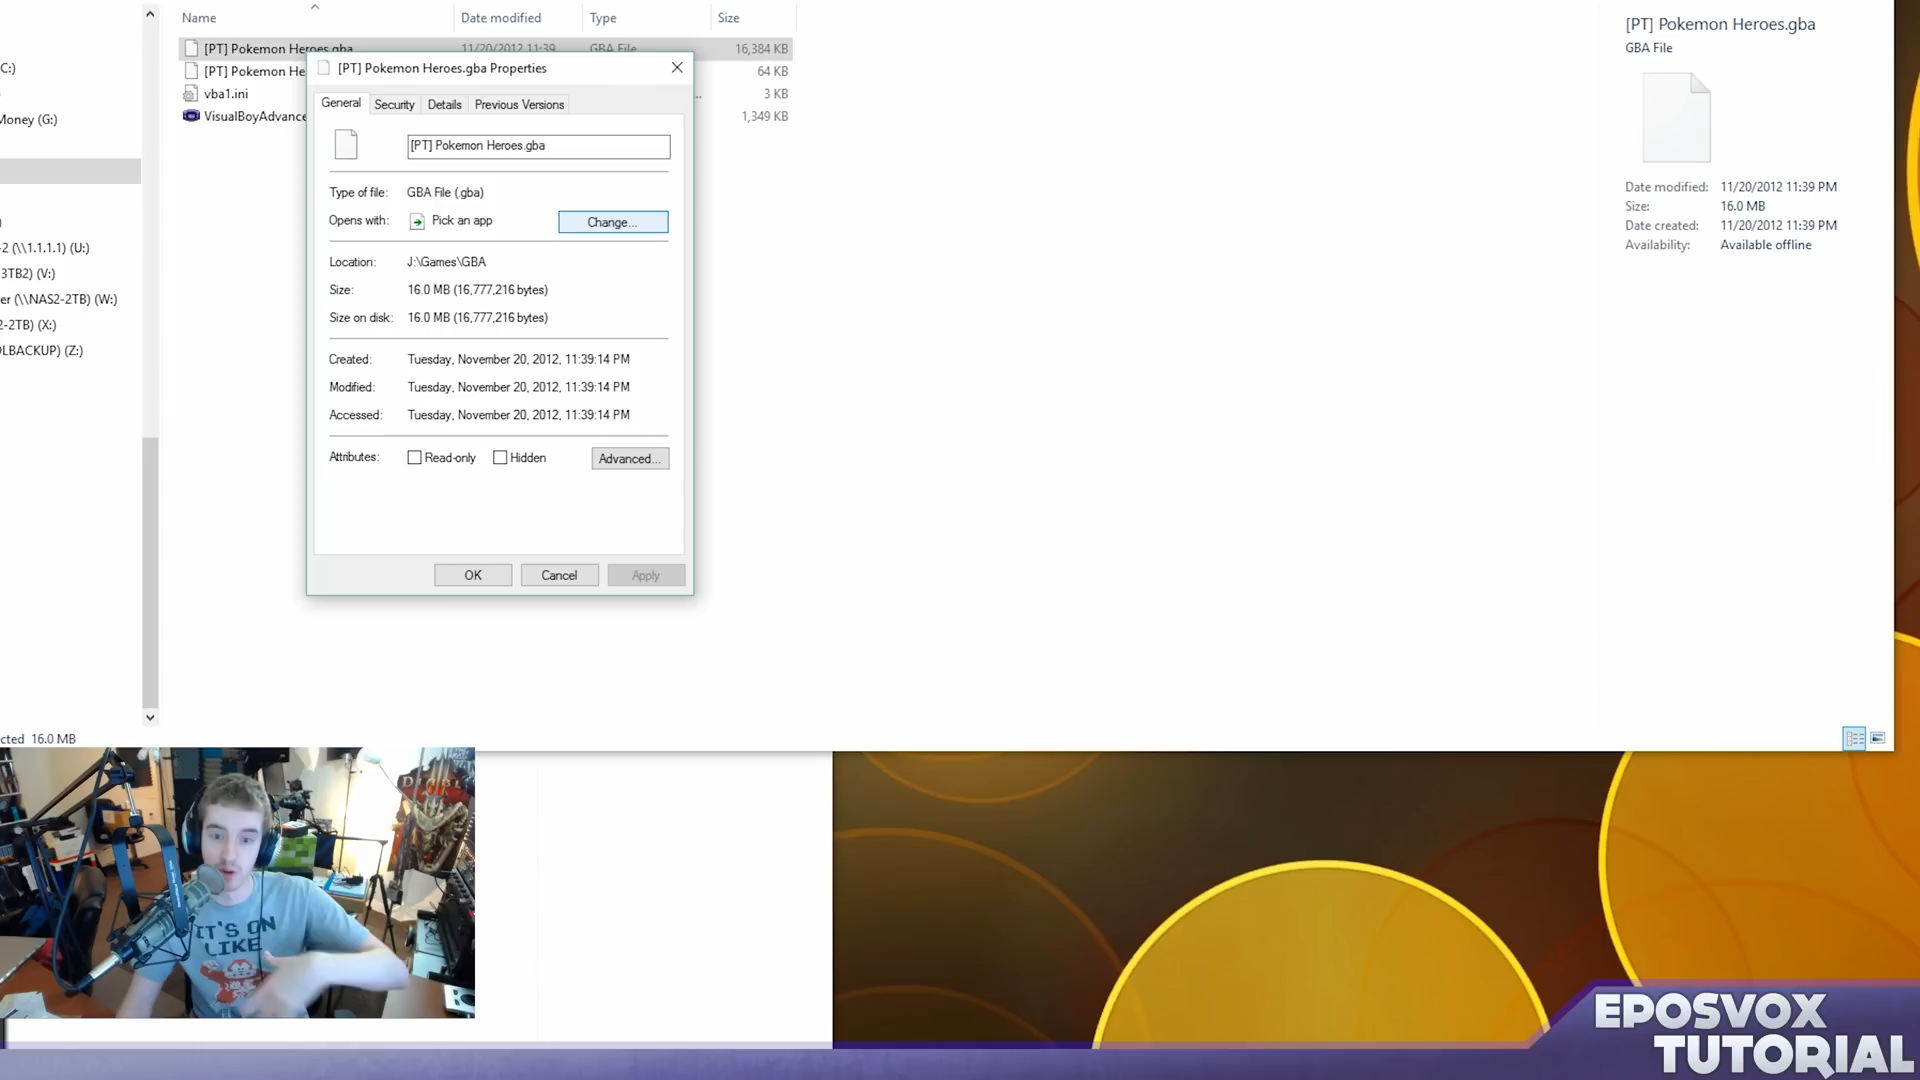 Name
Date modified
Type
Size
[PT] Pokemon Heroes.gba
11/20/2012 11:39
GBA File
16,384 KB
[PT] Pokemon He
64 KB
vba1.ini
3 KB
VisualBoyAdvance
1,349 KB
C:)
Money (G:)
-2 (\\1.1.1.1) (U:)
3TB2) (V:)
er (\\NAS2-2TB) (W:)
2-2TB) (X:)
OLBACKUP) (Z:)
cted 16.0 MB
[PT] Pokemon Heroes.gba Properties
General
Security
Details
Previous Versions
[PT] Pokemon Heroes.gba
Type of file: GBA File (.gba)
Opens with: Pick an app
Change...
Location: J:\Games\GBA
Size: 16.0 MB (16,777,216 bytes)
Size on disk: 16.0 MB (16,777,216 bytes)
Created: Tuesday, November 20, 2012, 11:39:14 PM
Modified: Tuesday, November 20, 2012, 11:39:14 PM
Accessed: Tuesday, November 20, 2012, 11:39:14 PM
Attributes: Read-only Hidden
Advanced...
OK
Cancel
Apply
[PT] Pokemon Heroes.gba
GBA File
Date modified: 11/20/2012 11:39 PM
Size: 16.0 MB
Date created: 11/20/2012 11:39 PM
Availability: Available offline
IT'S ON
LIKE
EPOSVOX
TUTORIAL